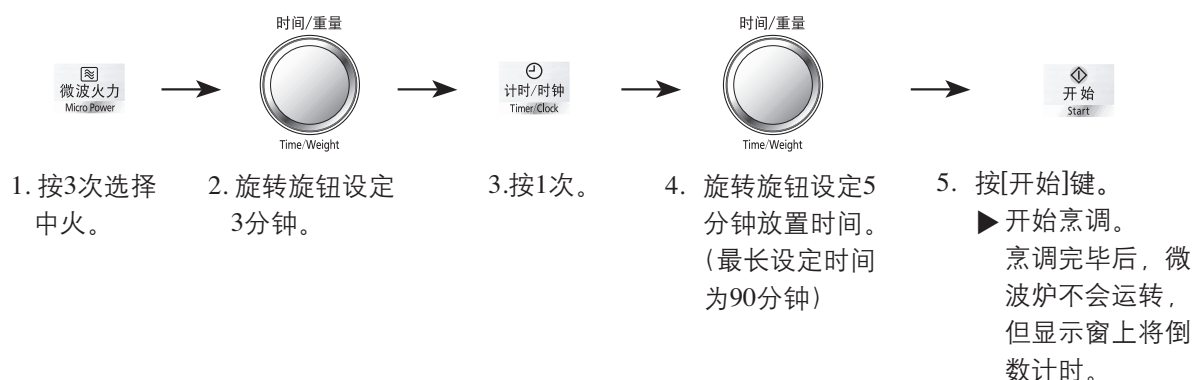 时间/重量
时间/重量
微波火力
Micro Power
Time/Weight
计时/时钟
Timer/Clock
Time/Weight
开始
Start
1. 按3次选择
中火。
2. 旋转旋钮设定
3分钟。
3.按1次。
4. 旋转旋钮设定5
分钟放置时间。
(最长设定时间
为90分钟)
5. 按[开始]键。
▶ 开始烹调。
烹调完毕后，微
波炉不会运转，
但显示窗上将倒
数计时。